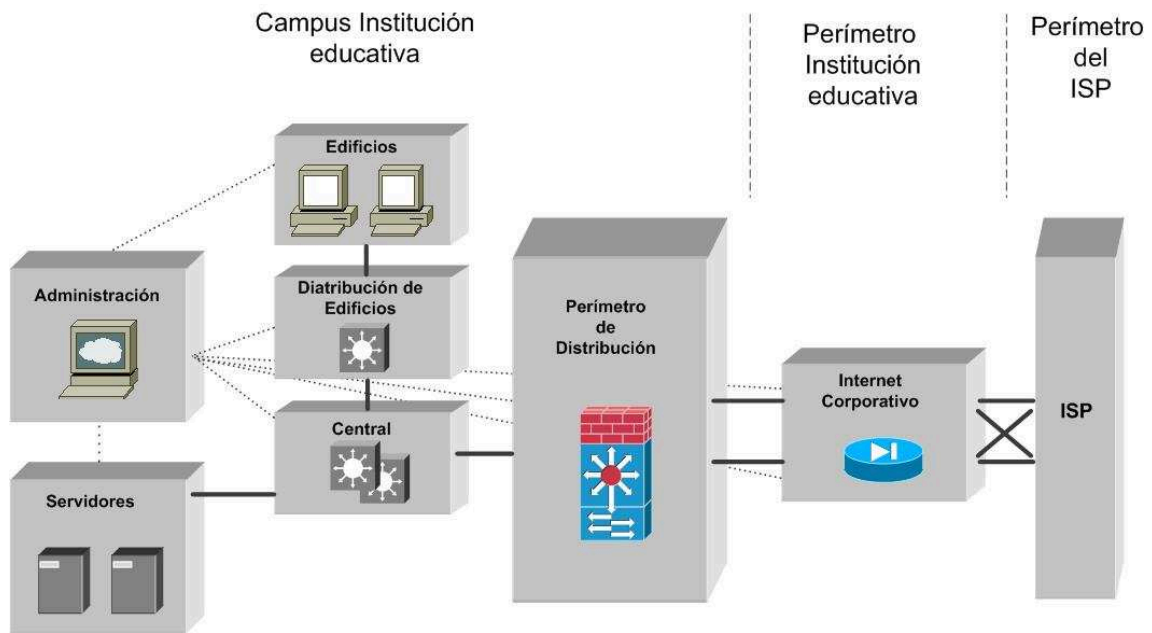 Campus Institución
educativa
Perímetro
Institución
educativa
Perímetro
del
ISP
Edificios
Administración
Diatribución de
Edificios
Perímetro
de
Distribución
Internet
Corporativo
ISP
Central
Servidores